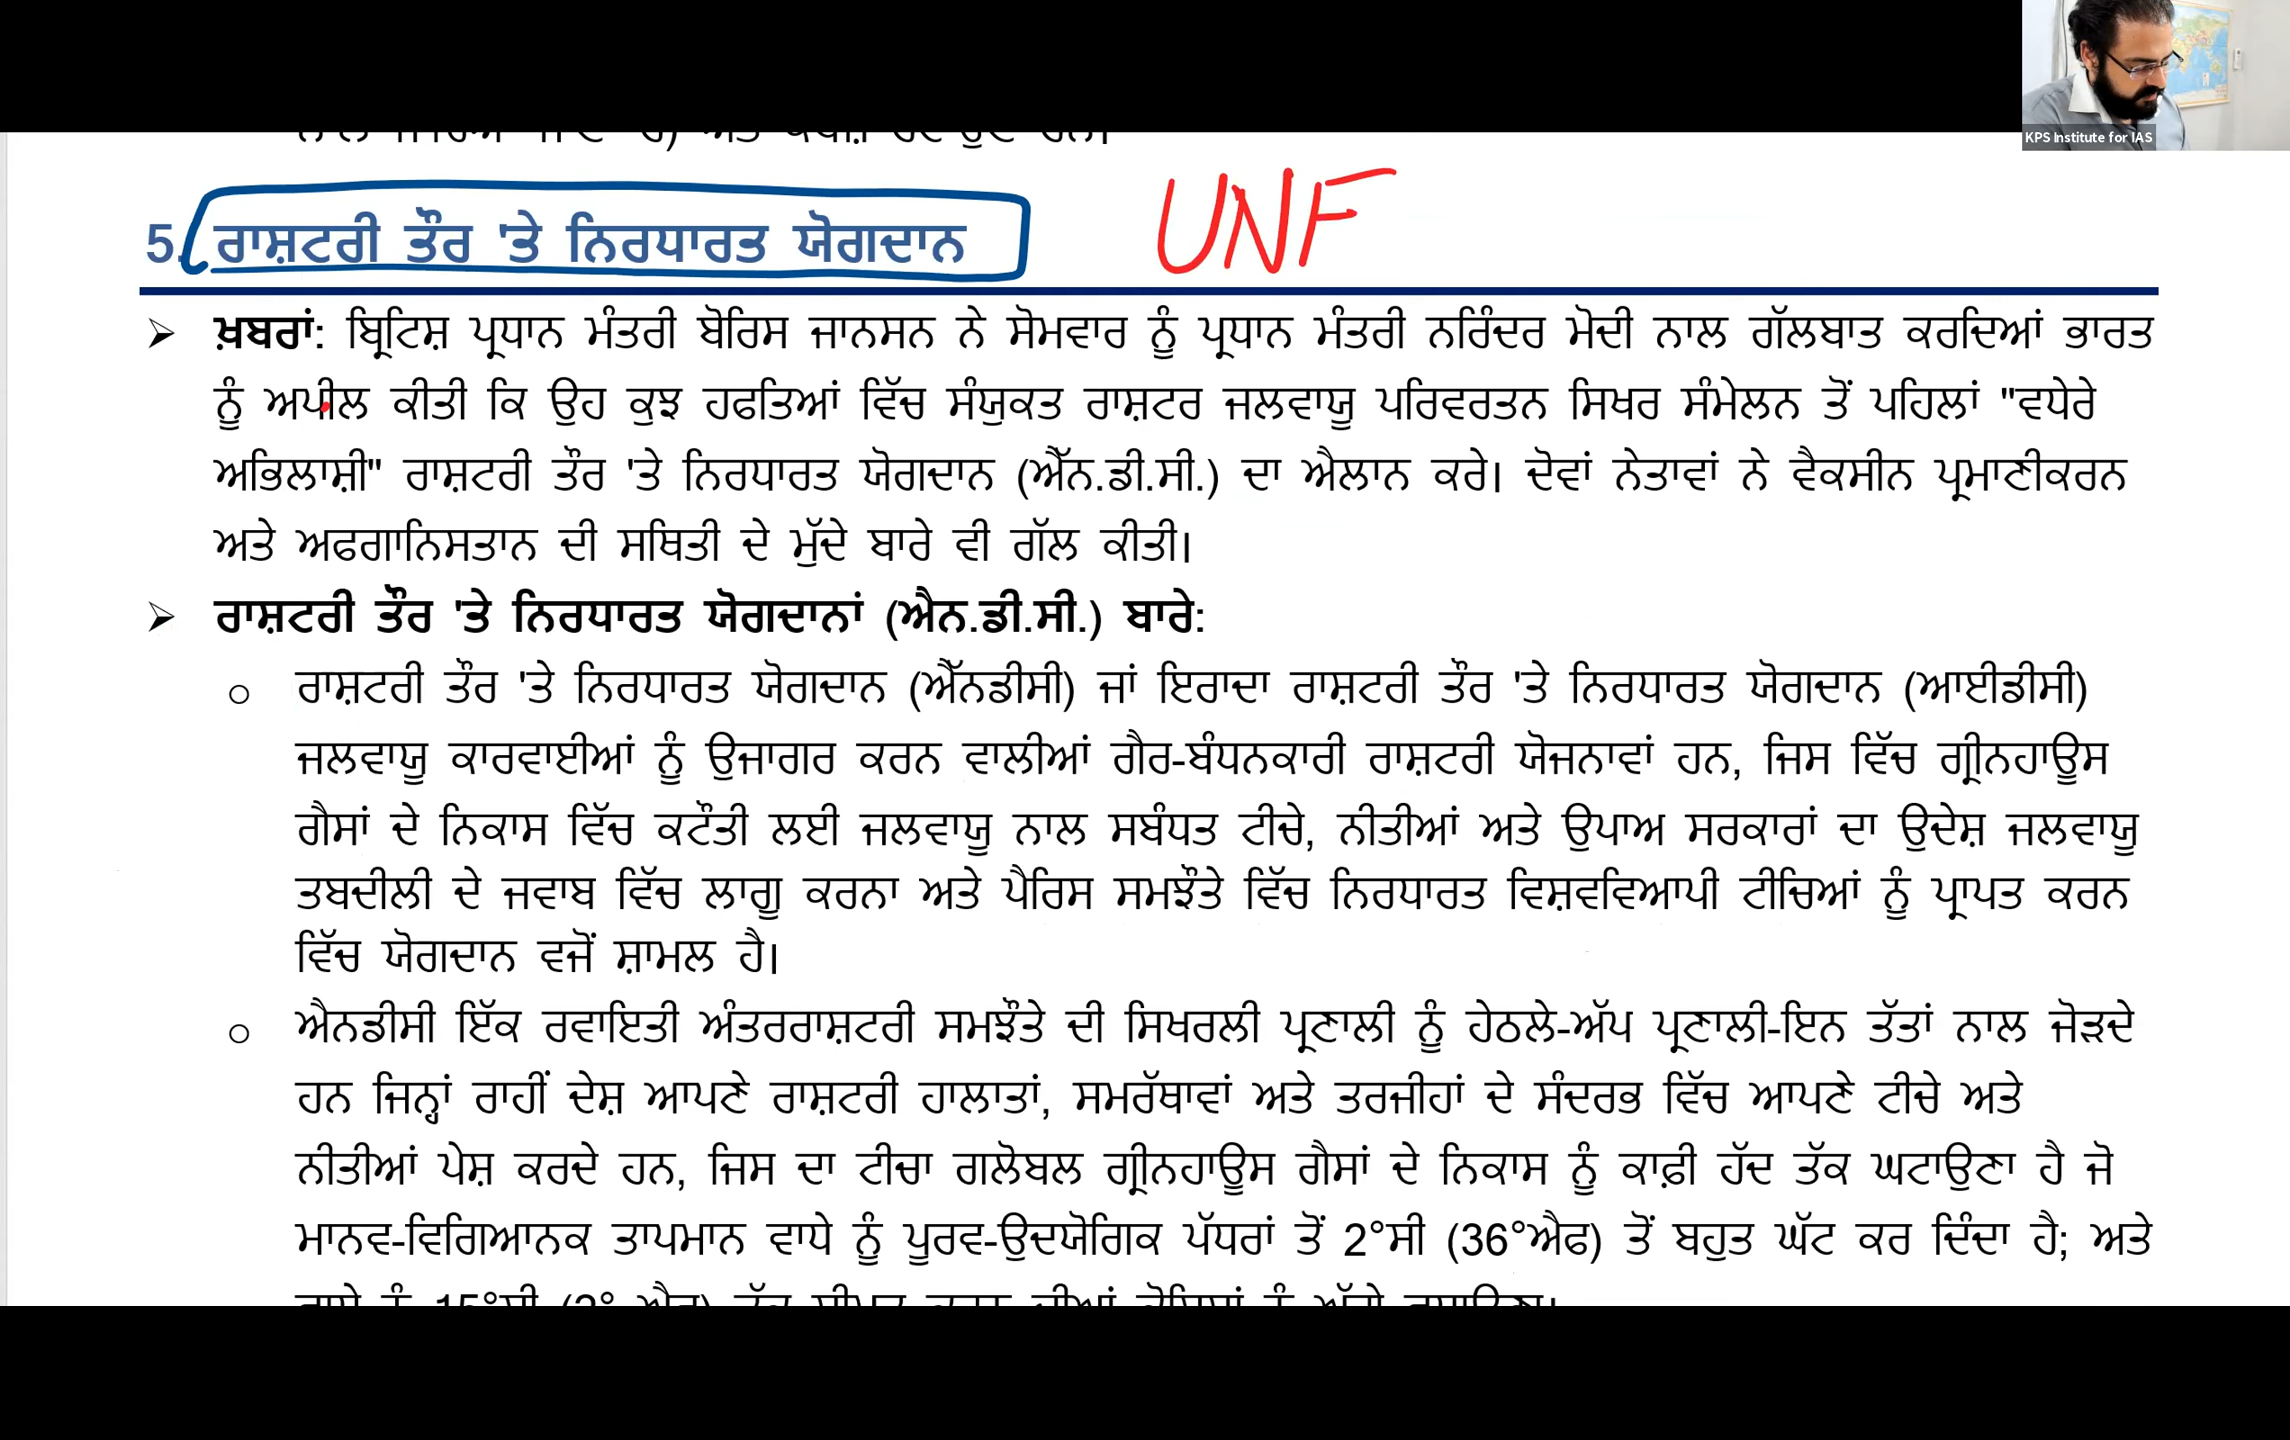 KPS Institute for IAS
UNF
5. ਰਾਸ਼ਟਰੀ ਤੌਰ 'ਤੇ ਨਿਰਧਾਰਤ ਯੋਗਦਾਨ
➢ ਖ਼ਬਰਾਂ: ਬ੍ਰਿਟਿਸ਼ ਪ੍ਰਧਾਨ ਮੰਤਰੀ ਬੋਰਿਸ ਜਾਨਸਨ ਨੇ ਸੋਮਵਾਰ ਨੂੰ ਪ੍ਰਧਾਨ ਮੰਤਰੀ ਨਰਿੰਦਰ ਮੋਦੀ ਨਾਲ ਗੱਲਬਾਤ ਕਰਦਿਆਂ ਭਾਰਤ
ਨੂੰ ਅਪੀਲ ਕੀਤੀ ਕਿ ਉਹ ਕੁਝ ਹਫਤਿਆਂ ਵਿੱਚ ਸੰਯੁਕਤ ਰਾਸ਼ਟਰ ਜਲਵਾਯੂ ਪਰਿਵਰਤਨ ਸਿਖਰ ਸੰਮੇਲਨ ਤੋਂ ਪਹਿਲਾਂ "ਵਧੇਰੇ
ਅਭਿਲਾਸ਼ੀ" ਰਾਸ਼ਟਰੀ ਤੌਰ 'ਤੇ ਨਿਰਧਾਰਤ ਯੋਗਦਾਨ (ਐੱਨ.ਡੀ.ਸੀ.) ਦਾ ਐਲਾਨ ਕਰੇ। ਦੋਵਾਂ ਨੇਤਾਵਾਂ ਨੇ ਵੈਕਸੀਨ ਪ੍ਰਮਾਣੀਕਰਨ
ਅਤੇ ਅਫਗਾਨਿਸਤਾਨ ਦੀ ਸਥਿਤੀ ਦੇ ਮੁੱਦੇ ਬਾਰੇ ਵੀ ਗੱਲ ਕੀਤੀ।
➢ ਰਾਸ਼ਟਰੀ ਤੌਰ 'ਤੇ ਨਿਰਧਾਰਤ ਯੋਗਦਾਨਾਂ (ਐਨ.ਡੀ.ਸੀ.) ਬਾਰੇ:
o ਰਾਸ਼ਟਰੀ ਤੌਰ 'ਤੇ ਨਿਰਧਾਰਤ ਯੋਗਦਾਨ (ਐੱਨਡੀਸੀ) ਜਾਂ ਇਰਾਦਾ ਰਾਸ਼ਟਰੀ ਤੌਰ 'ਤੇ ਨਿਰਧਾਰਤ ਯੋਗਦਾਨ (ਆਈਡੀਸੀ)
ਜਲਵਾਯੂ ਕਾਰਵਾਈਆਂ ਨੂੰ ਉਜਾਗਰ ਕਰਨ ਵਾਲੀਆਂ ਗੈਰ-ਬੰਧਨਕਾਰੀ ਰਾਸ਼ਟਰੀ ਯੋਜਨਾਵਾਂ ਹਨ, ਜਿਸ ਵਿੱਚ ਗ੍ਰੀਨਹਾਊਸ
ਗੈਸਾਂ ਦੇ ਨਿਕਾਸ ਵਿੱਚ ਕਟੌਤੀ ਲਈ ਜਲਵਾਯੂ ਨਾਲ ਸਬੰਧਤ ਟੀਚੇ, ਨੀਤੀਆਂ ਅਤੇ ਉਪਾਅ ਸਰਕਾਰਾਂ ਦਾ ਉਦੇਸ਼ ਜਲਵਾਯੂ
ਤਬਦੀਲੀ ਦੇ ਜਵਾਬ ਵਿੱਚ ਲਾਗੂ ਕਰਨਾ ਅਤੇ ਪੈਰਿਸ ਸਮਝੌਤੇ ਵਿੱਚ ਨਿਰਧਾਰਤ ਵਿਸ਼ਵਵਿਆਪੀ ਟੀਚਿਆਂ ਨੂੰ ਪ੍ਰਾਪਤ ਕਰਨ
ਵਿੱਚ ਯੋਗਦਾਨ ਵਜੋਂ ਸ਼ਾਮਲ ਹੈ।
o ਐਨਡੀਸੀ ਇੱਕ ਰਵਾਇਤੀ ਅੰਤਰਰਾਸ਼ਟਰੀ ਸਮਝੌਤੇ ਦੀ ਸਿਖਰਲੀ ਪ੍ਰਣਾਲੀ ਨੂੰ ਹੇਠਲੇ-ਅੱਪ ਪ੍ਰਣਾਲੀ-ਇਨ ਤੱਤਾਂ ਨਾਲ ਜੋੜਦੇ
ਹਨ ਜਿਨ੍ਹਾਂ ਰਾਹੀਂ ਦੇਸ਼ ਆਪਣੇ ਰਾਸ਼ਟਰੀ ਹਾਲਾਤਾਂ, ਸਮਰੱਥਾਵਾਂ ਅਤੇ ਤਰਜੀਹਾਂ ਦੇ ਸੰਦਰਭ ਵਿੱਚ ਆਪਣੇ ਟੀਚੇ ਅਤੇ
ਨੀਤੀਆਂ ਪੇਸ਼ ਕਰਦੇ ਹਨ, ਜਿਸ ਦਾ ਟੀਚਾ ਗਲੋਬਲ ਗ੍ਰੀਨਹਾਊਸ ਗੈਸਾਂ ਦੇ ਨਿਕਾਸ ਨੂੰ ਕਾਫ਼ੀ ਹੱਦ ਤੱਕ ਘਟਾਉਣਾ ਹੈ ਜੋ
ਮਾਨਵ-ਵਿਗਿਆਨਕ ਤਾਪਮਾਨ ਵਾਧੇ ਨੂੰ ਪੂਰਵ-ਉਦਯੋਗਿਕ ਪੱਧਰਾਂ ਤੋਂ 2°ਸੀ (36°ਐਫ) ਤੋਂ ਬਹੁਤ ਘੱਟ ਕਰ ਦਿੰਦਾ ਹੈ; ਅਤੇ